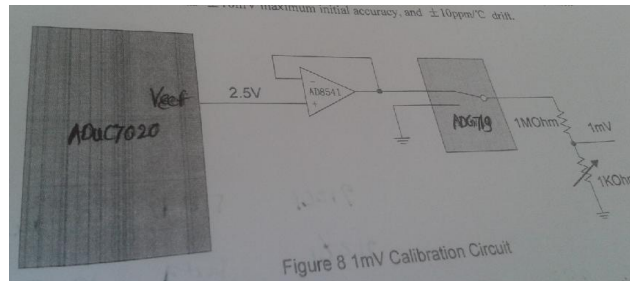 maximum initial accuracy, and ±10ppm/℃ drift.
Vref
2.5V
AD8541
ADuC7020
ADG719
1MOhm
1mV
1KOhm
Figure 8 1mV Calibration Circuit